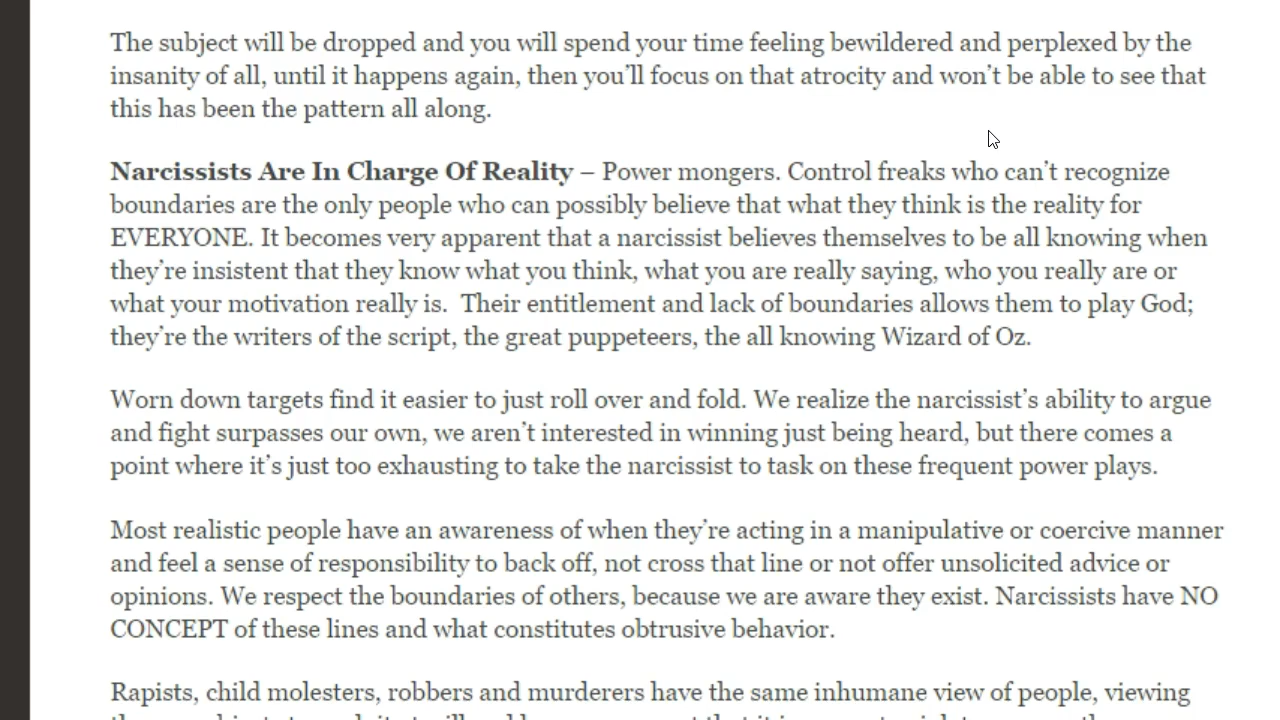 The subject will be dropped and you will spend your time feeling bewildered and perplexed by the
insanity of all, until it happens again, then you’ll focus on that atrocity and won’t be able to see that
this has been the pattern all along.
Narcissists Are In Charge Of Reality – Power mongers. Control freaks who can’t recognize
boundaries are the only people who can possibly believe that what they think is the reality for
EVERYONE. It becomes very apparent that a narcissist believes themselves to be all knowing when
they’re insistent that they know what you think, what you are really saying, who you really are or
what your motivation really is.  Their entitlement and lack of boundaries allows them to play God;
they’re the writers of the script, the great puppeteers, the all knowing Wizard of Oz.
Worn down targets find it easier to just roll over and fold. We realize the narcissist’s ability to argue
and fight surpasses our own, we aren’t interested in winning just being heard, but there comes a
point where it’s just too exhausting to take the narcissist to task on these frequent power plays.
Most realistic people have an awareness of when they’re acting in a manipulative or coercive manner
and feel a sense of responsibility to back off, not cross that line or not offer unsolicited advice or
opinions. We respect the boundaries of others, because we are aware they exist. Narcissists have NO
CONCEPT of these lines and what constitutes obtrusive behavior.
Rapists, child molesters, robbers and murderers have the same inhumane view of people, viewing